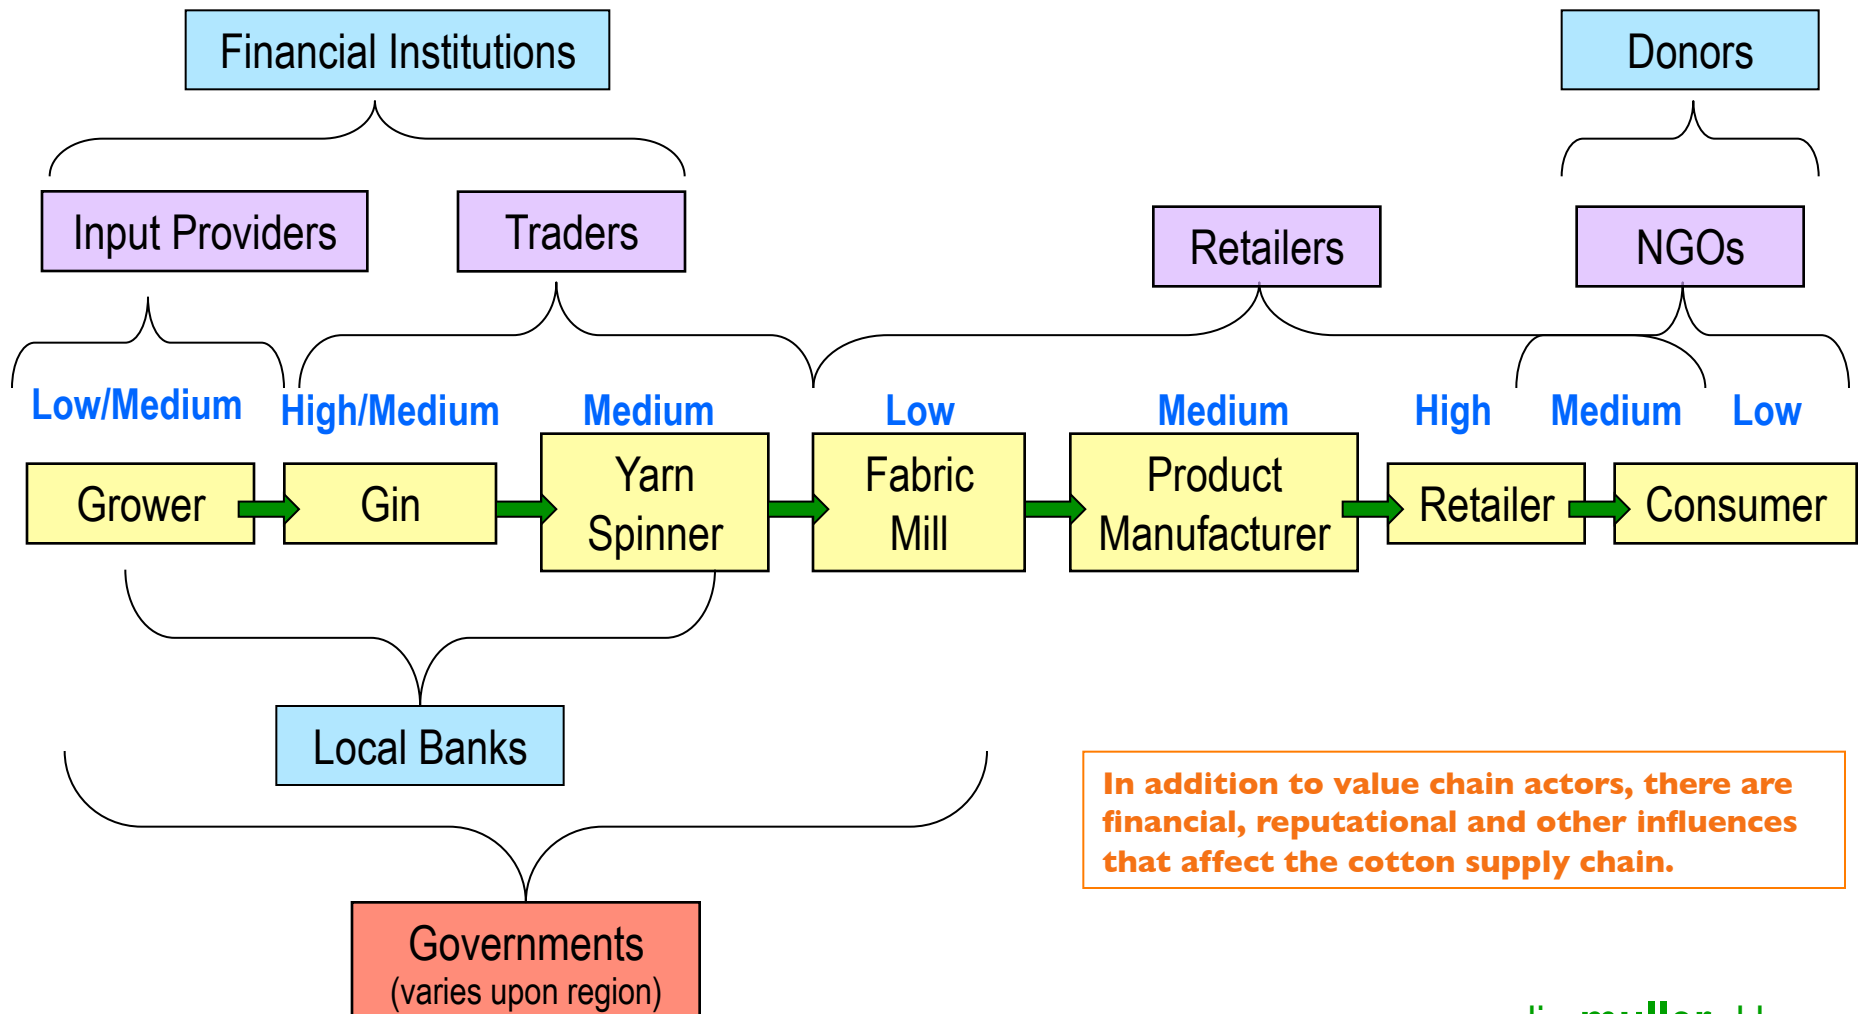 Financial Institutions
Donors
Input Providers
Traders
Retailers
NGOs
Low/Medium
High/Medium
Medium
Low
Medium
High
Medium
Low
Grower
Gin
Yarn
Spinner
Fabric
Mill
Product
Manufacturer
Retailer
Consumer
Local Banks
In addition to value chain actors, there are
financial, reputational and other influences
that affect the cotton supply chain.
Governments
(varies upon region)